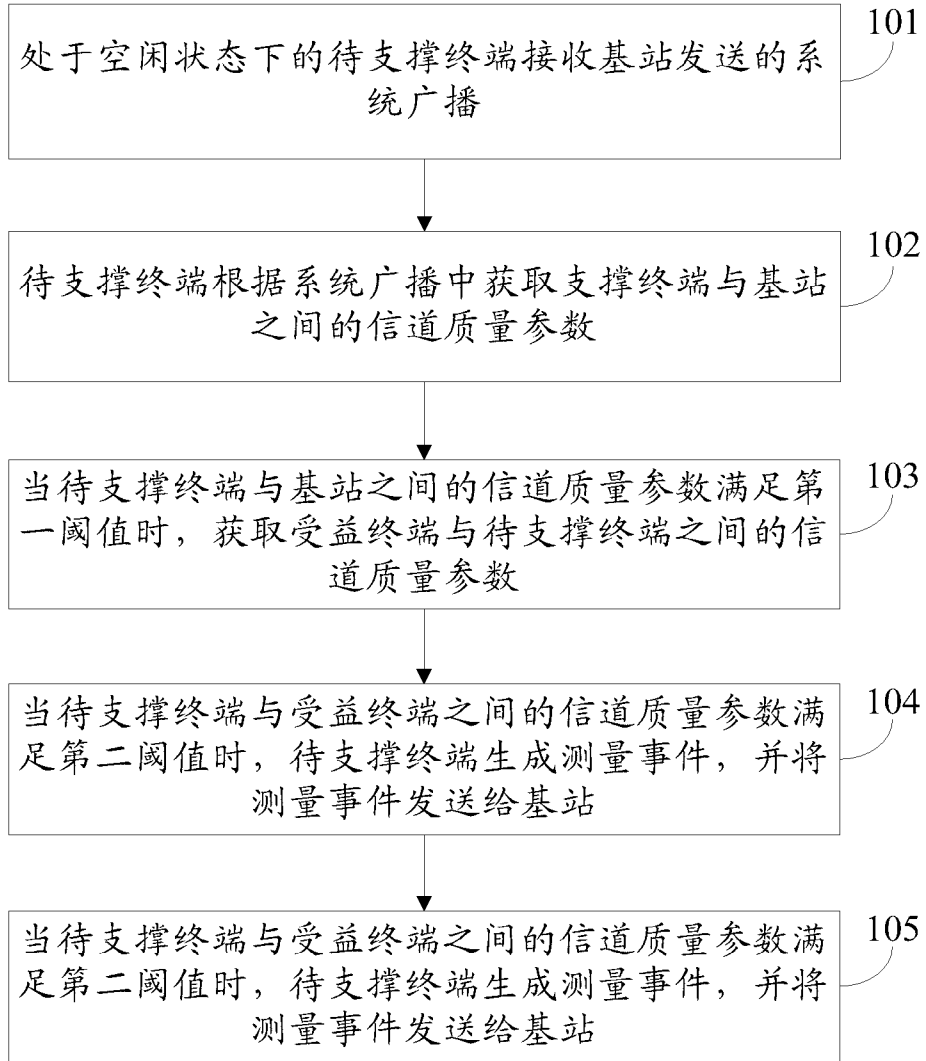 处于空闲状态下的待支撑终端接收基站发送的系
统广播
101
待支撑终端根据系统广播中获取支撑终端与基站
之间的信道质量参数
102
当待支撑终端与基站之间的信道质量参数满足第
一阈值时，获取受益终端与待支撑终端之间的信
道质量参数
103
当待支撑终端与受益终端之间的信道质量参数满
足第二阈值时，待支撑终端生成测量事件，并将
测量事件发送给基站
104
当待支撑终端与受益终端之间的信道质量参数满
足第二阈值时，待支撑终端生成测量事件，并将
测量事件发送给基站
105